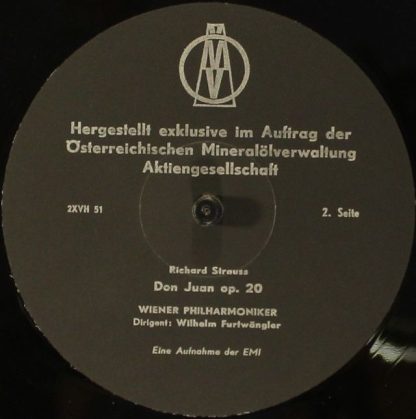 ÖMV
Hergestellt exklusive im Auftrag der
Österreichischen Mineralölverwaltung
Aktiengesellschaft
2XVH 51
2. Seite
Richard Strauss
Don Juan op. 20
WIENER PHILHARMONIKER
Dirigent: Wilhelm Furtwängler
Eine Aufnahme der EMI